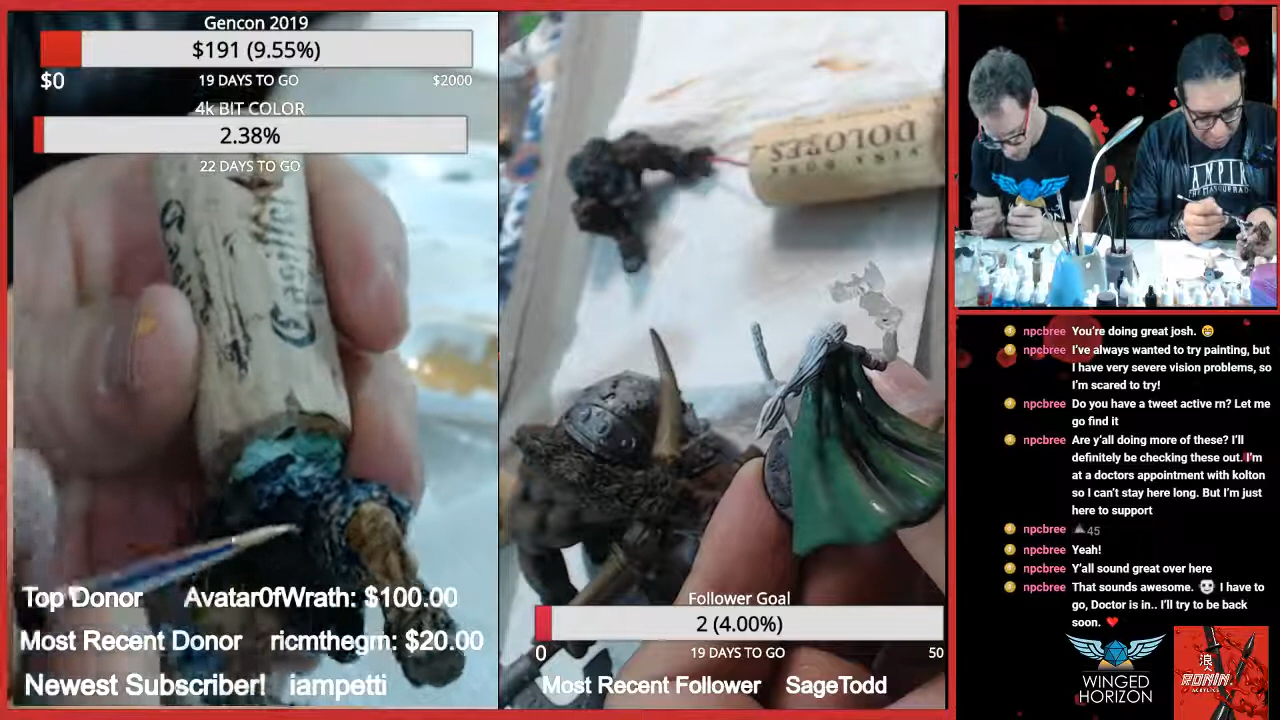 Gencon 2019
$191 (9.55%)
$0
19 DAYS TO GO
$2000
4k BIT COLOR
2.38%
22 DAYS TO GO
Top Donor AvatarOfWrath: $100.00
Most Recent Donor ricmthegm: $20.00
Newest Subscriber! iampetti
DOLORES
Follower Goal
2 (4.00%)
0
19 DAYS TO GO
50
Most Recent Follower SageTodd
npcbree You're doing great josh. 😁
npcbree I've always wanted to try painting, but
I have very severe vision problems, so
I'm scared to try!
npcbree Do you have a tweet active rn? Let me
go find it
npcbree Are y'all doing more of these? I'll
definitely be checking these out. I'm
at a doctors appointment with kolton
so I can't stay here long. But I'm just
here to support
npcbree 45
npcbree Yeah!
npcbree Y'all sound great over here
npcbree That sounds awesome. I have to
go, Doctor is in.. I'll try to be back
soon. ❤️
WINGED
HORIZON
浪人
RONIN
ACRYLICS